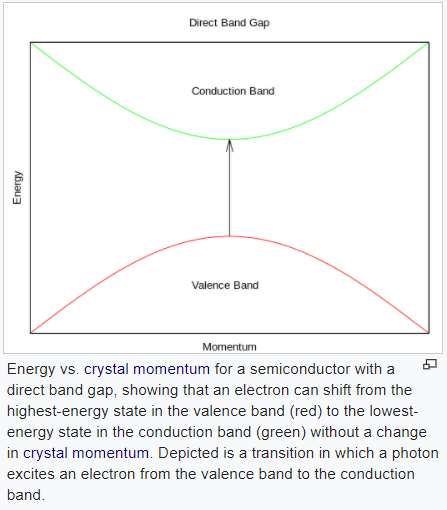 Direct Band Gap
Conduction Band
Energy
Valence Band
Momentum
Energy vs. crystal momentum for a semiconductor with a
direct band gap, showing that an electron can shift from the
highest-energy state in the valence band (red) to the lowest-
energy state in the conduction band (green) without a change
in crystal momentum. Depicted is a transition in which a photon
excites an electron from the valence band to the conduction
band.